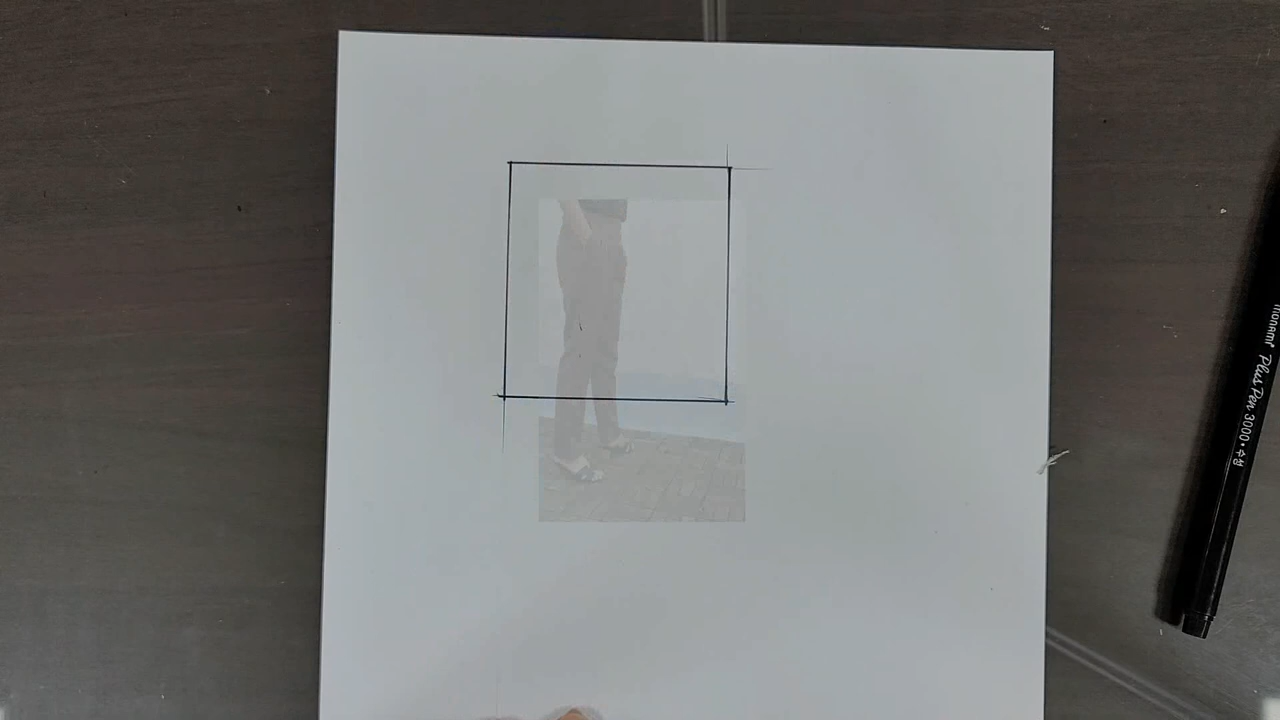 monami Plus Pen 3000 • 수성